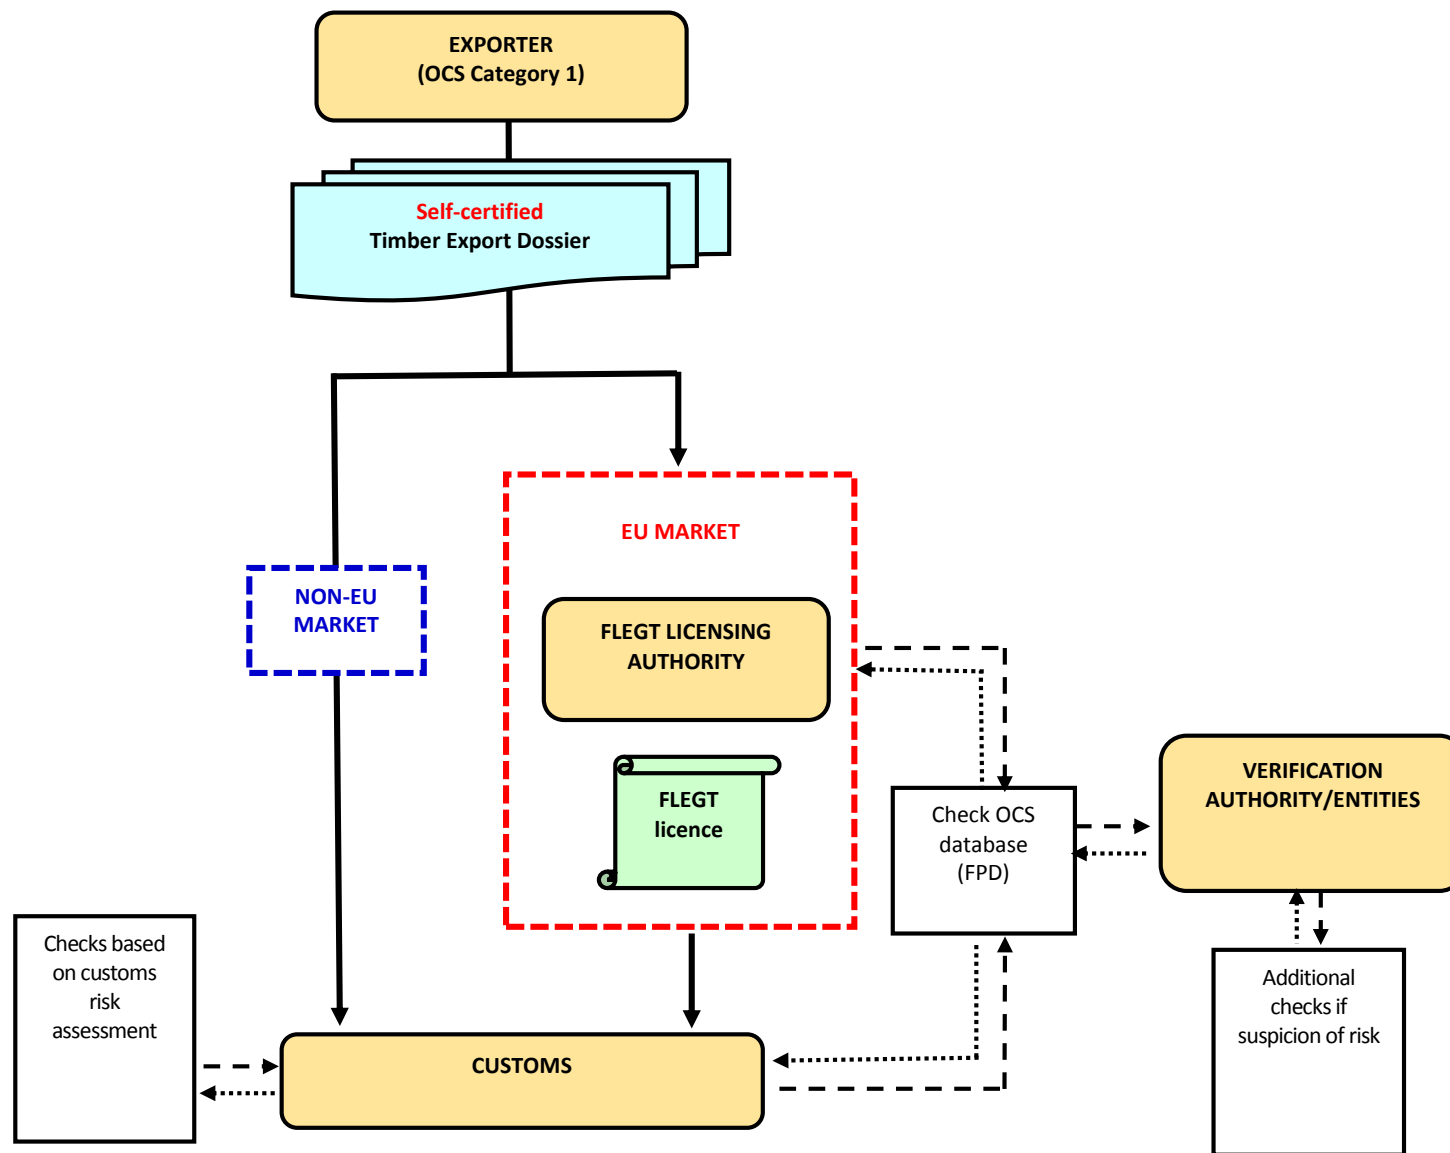 EXPORTER
(OCS Category 1)
Self-certified
Timber Export Dossier
EU MARKET
NON-EU
MARKET
FLEGT LICENSING
AUTHORITY
FLEGT
licence
Check OCS
database
(FPD)
VERIFICATION
AUTHORITY/ENTITIES
Checks based
on customs
risk
assessment
Additional
checks if
suspicion of risk
CUSTOMS